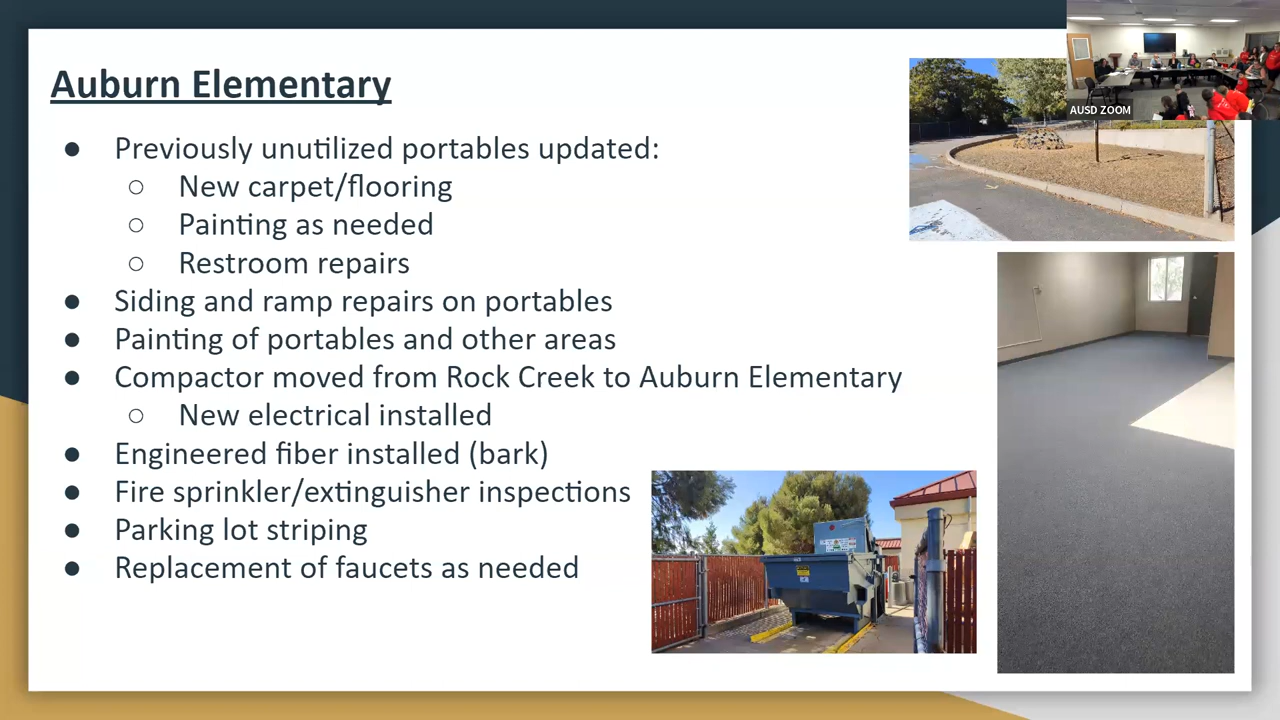 Auburn Elementary
● Previously unutilized portables updated:
○ New carpet/flooring
○ Painting as needed
○ Restroom repairs
● Siding and ramp repairs on portables
● Painting of portables and other areas
● Compactor moved from Rock Creek to Auburn Elementary
○ New electrical installed
● Engineered fiber installed (bark)
● Fire sprinkler/extinguisher inspections
● Parking lot striping
● Replacement of faucets as needed
AUSD ZOOM